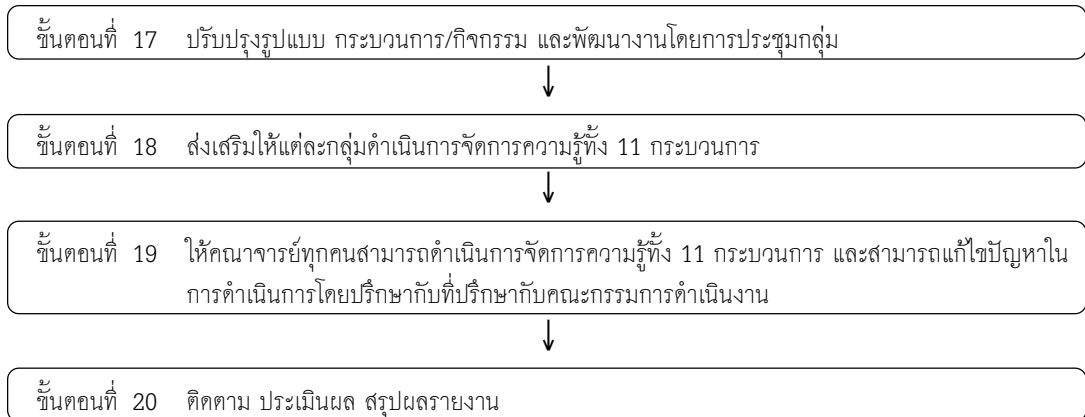 ขั้นตอนที่ 17 ปรับปรุงรูปแบบ กระบวนการ/กิจกรรม และพัฒนางานโดยการประชุมกลุ่ม
ขั้นตอนที่ 18 ส่งเสริมให้แต่ละกลุ่มดำเนินการจัดการความรู้ทั้ง 11 กระบวนการ
ขั้นตอนที่ 19 ให้คณาจารย์ทุกคนสามารถดำเนินการจัดการความรู้ทั้ง 11 กระบวนการ และสามารถแก้ไขปัญหาใน
การดำเนินการโดยปรึกษากับที่ปรึกษากับคณะกรรมการดำเนินงาน
ขั้นตอนที่ 20 ติดตาม ประเมินผล สรุปผลรายงาน